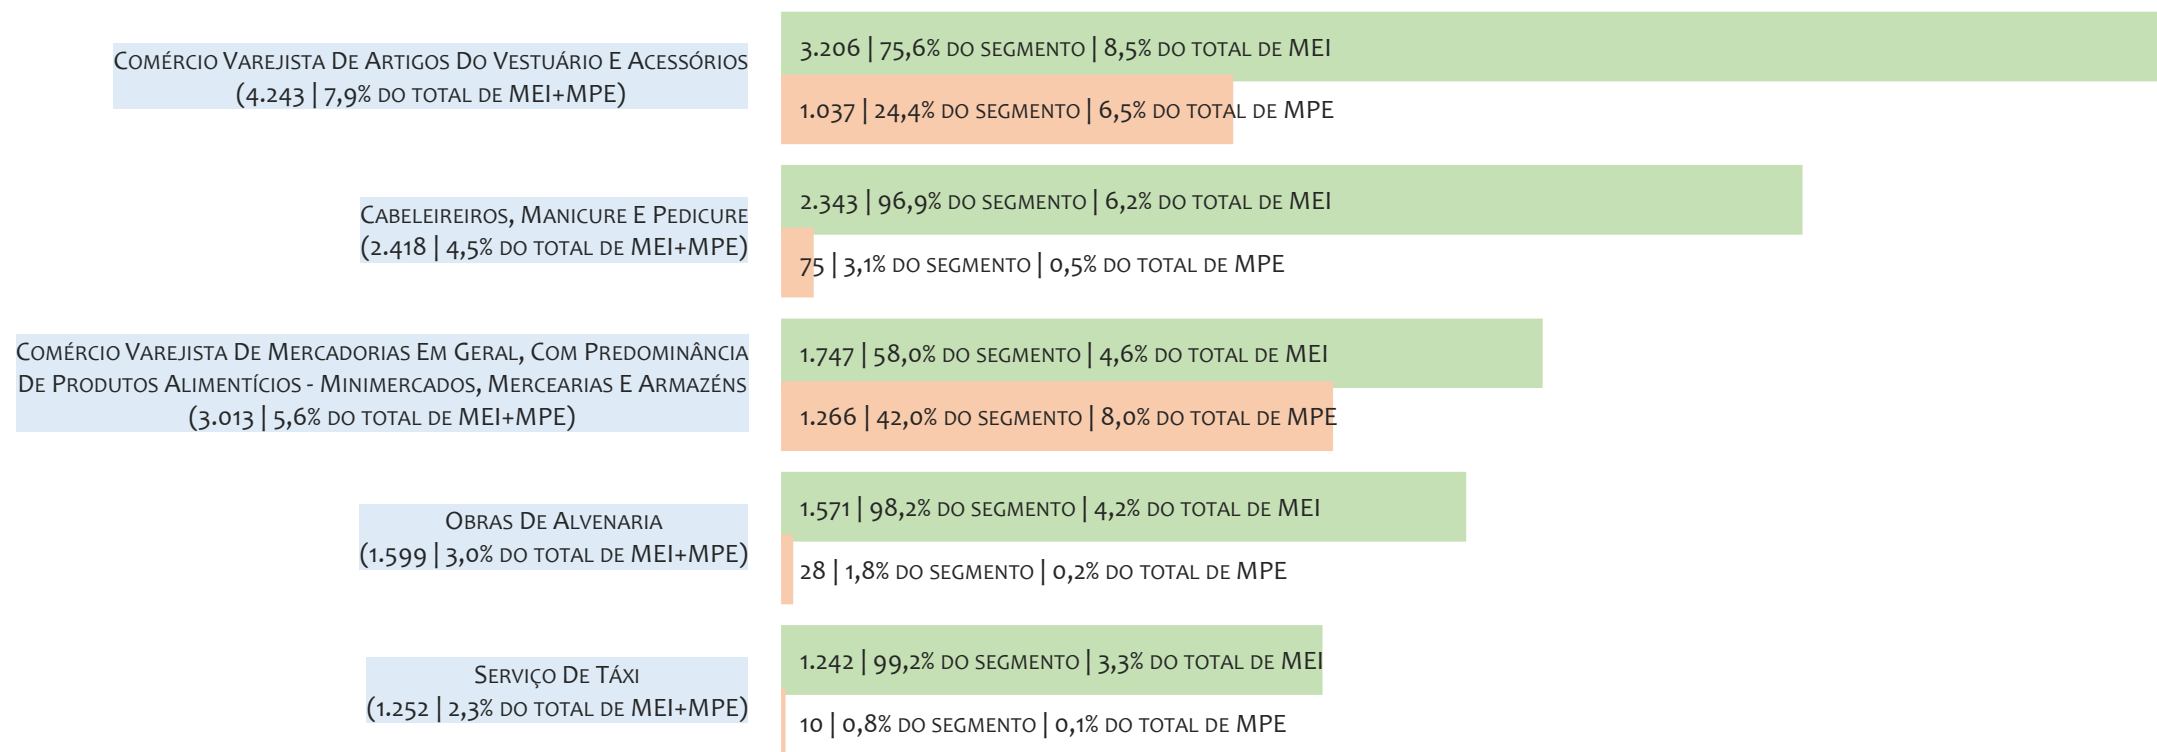 Comércio Varejista De Artigos Do Vestuário E Acessórios
(4.243 | 7,9% do total de MEI+MPE)
3.206 | 75,6% do segmento | 8,5% do total de MEI
1.037 | 24,4% do segmento | 6,5% do total de MPE
Cabeleireiros, Manicure E Pedicure
(2.418 | 4,5% do total de MEI+MPE)
2.343 | 96,9% do segmento | 6,2% do total de MEI
75 | 3,1% do segmento | 0,5% do total de MPE
Comércio Varejista De Mercadorias Em Geral, Com Predominância
De Produtos Alimentícios - Minimercados, Mercearias E Armazéns
(3.013 | 5,6% do total de MEI+MPE)
1.747 | 58,0% do segmento | 4,6% do total de MEI
1.266 | 42,0% do segmento | 8,0% do total de MPE
Obras De Alvenaria
(1.599 | 3,0% do total de MEI+MPE)
1.571 | 98,2% do segmento | 4,2% do total de MEI
28 | 1,8% do segmento | 0,2% do total de MPE
Serviço De Táxi
(1.252 | 2,3% do total de MEI+MPE)
1.242 | 99,2% do segmento | 3,3% do total de MEI
10 | 0,8% do segmento | 0,1% do total de MPE